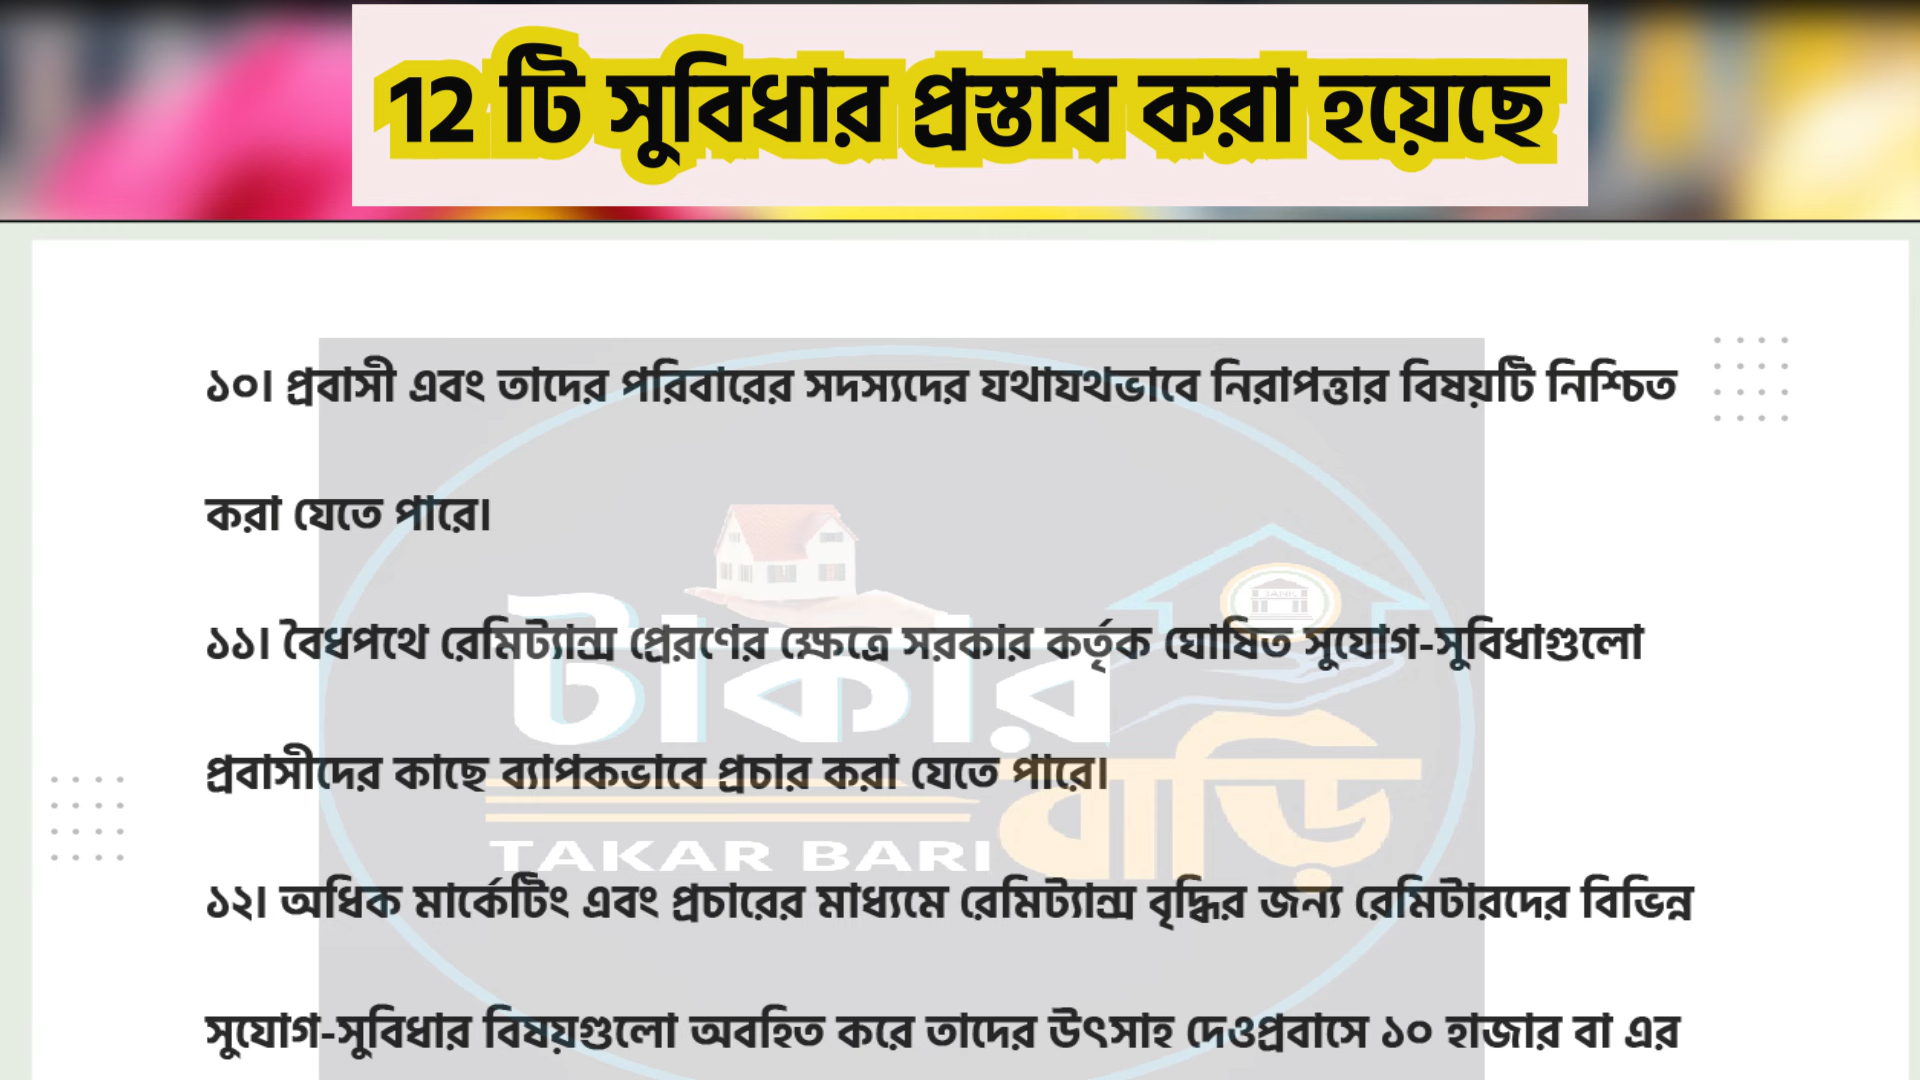 12 টি সুবিধার প্রস্তাব করা হয়েছে
১০। প্রবাসী এবং তাদের পরিবারের সদস্যদের যথাযথভাবে নিরাপত্তার বিষয়টি নিশ্চিত
করা যেতে পারে।
BANK
১১। বৈধপথে রেমিট্যান্স প্রেরণের ক্ষেত্রে সরকার কর্তৃক ঘোষিত সুযোগ-সুবিধাগুলো
টাকার
প্রবাসীদের কাছে ব্যাপকভাবে প্রচার করা যেতে পারে।
বাড়ি
TAKAR BARI
১২। অধিক মার্কেটিং এবং প্রচারের মাধ্যমে রেমিট্যান্স বৃদ্ধির জন্য রেমিটারদের বিভিন্ন
সুযোগ-সুবিধার বিষয়গুলো অবহিত করে তাদের উৎসাহ দেওপ্রবাসে ১০ হাজার বা এর